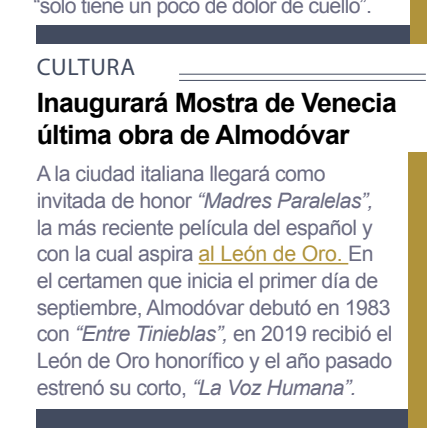 “solo tiene un poco de dolor de cuello”.
CULTURA
Inaugurará Mostra de Venecia
última obra de Almodóvar
A la ciudad italiana llegará como
invitada de honor “Madres Paralelas”,
la más reciente película del español y
con la cual aspira al León de Oro. En
el certamen que inicia el primer día de
septiembre, Almodóvar debutó en 1983
con “Entre Tinieblas”, en 2019 recibió el
León de Oro honorífico y el año pasado
estrenó su corto, “La Voz Humana”.